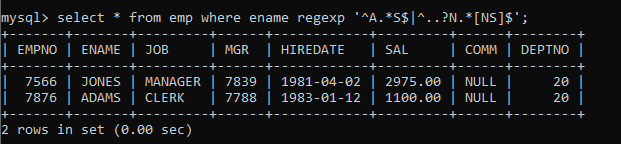 mysql> select * from emp where ename regexp '^A.*S$|^..?N.*[NS]$';
+-------+-------+---------+------+------------+---------+------+--------+
| EMPNO | ENAME | JOB     | MGR  | HIREDATE   | SAL     | COMM | DEPTNO |
+-------+-------+---------+------+------------+---------+------+--------+
|  7566 | JONES | MANAGER | 7839 | 1981-04-02 | 2975.00 | NULL |     20 |
|  7876 | ADAMS | CLERK   | 7788 | 1983-01-12 | 1100.00 | NULL |     20 |
+-------+-------+---------+------+------------+---------+------+--------+
2 rows in set (0.00 sec)